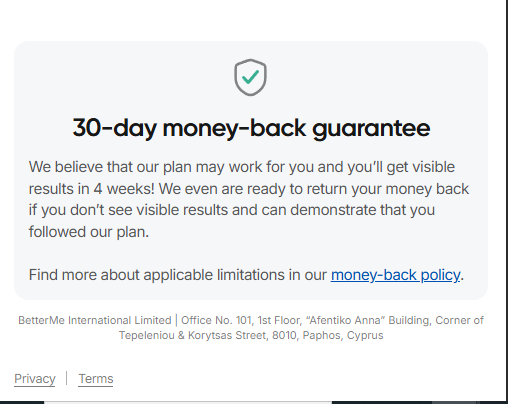 30-day money-back guarantee
We believe that our plan may work for you and you’ll get visible
results in 4 weeks! We even are ready to return your money back
if you don’t see visible results and can demonstrate that you
followed our plan.
Find more about applicable limitations in our money-back policy.
BetterMe International Limited | Office No. 101, 1st Floor, “Afentiko Anna” Building, Corner of
Tepeleniou & Korytsas Street, 8010, Paphos, Cyprus
Privacy | Terms